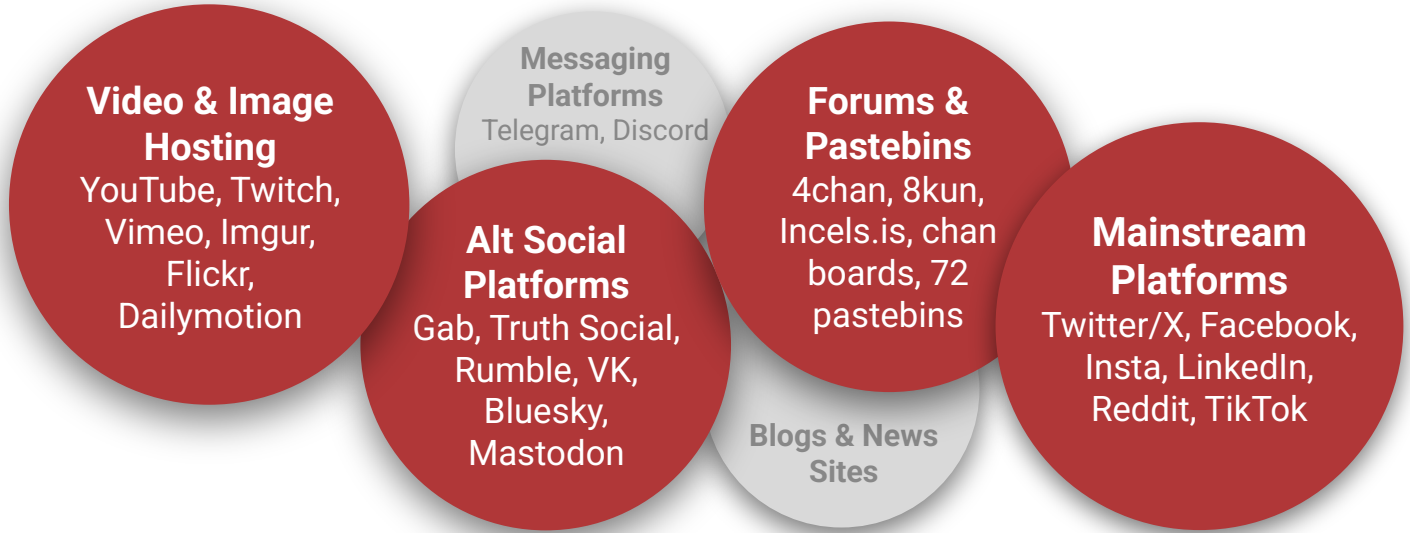 Video & Image
Hosting
YouTube, Twitch,
Vimeo, Imgur,
Flickr,
Dailymotion
Messaging
Platforms
Telegram, Discord
Alt Social
Platforms
Gab, Truth Social,
Rumble, VK,
Bluesky,
Mastodon
Forums &
Pastebins
4chan, 8kun,
Incels.is, chan
boards, 72
pastebins
Blogs & News
Sites
Mainstream
Platforms
Twitter/X, Facebook,
Insta, LinkedIn,
Reddit, TikTok